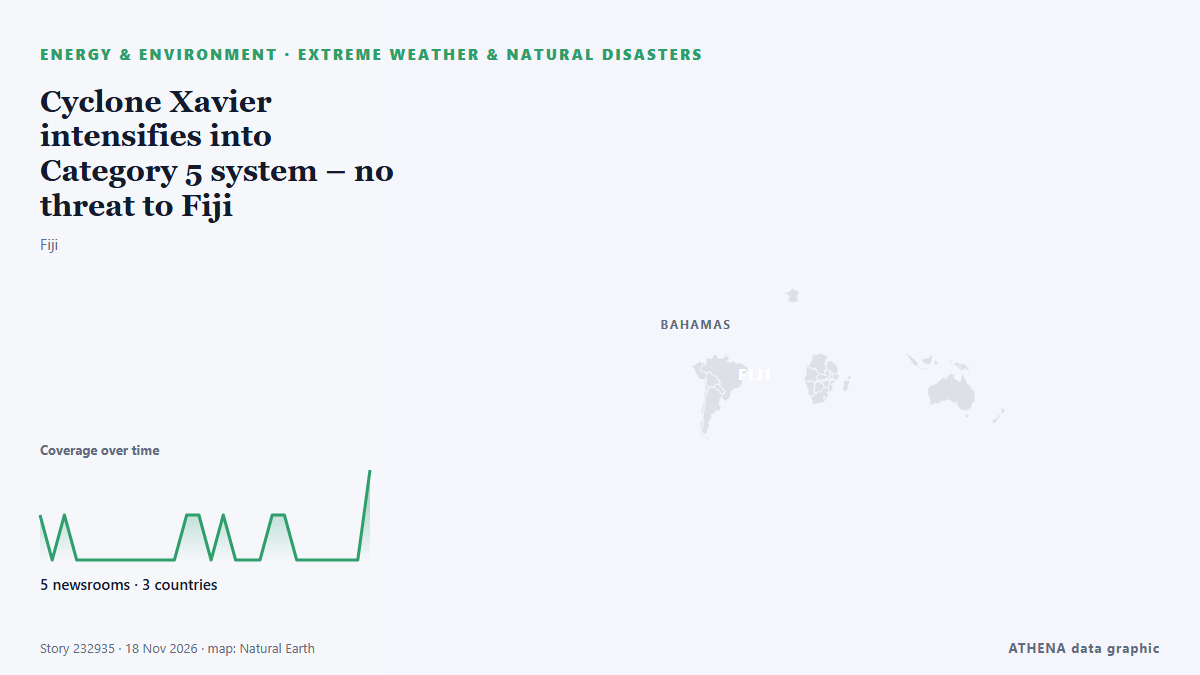 ENERGY & ENVIRONMENT · EXTREME WEATHER & NATURAL DISASTERS
Cyclone Xavier
intensifies into
Category 5 system – no
threat to Fiji
Fiji
BAHAMAS
FIJI
Coverage over time
5 newsrooms · 3 countries
Story 232935 · 18 Nov 2026 · map: Natural Earth
ATHENA data graphic